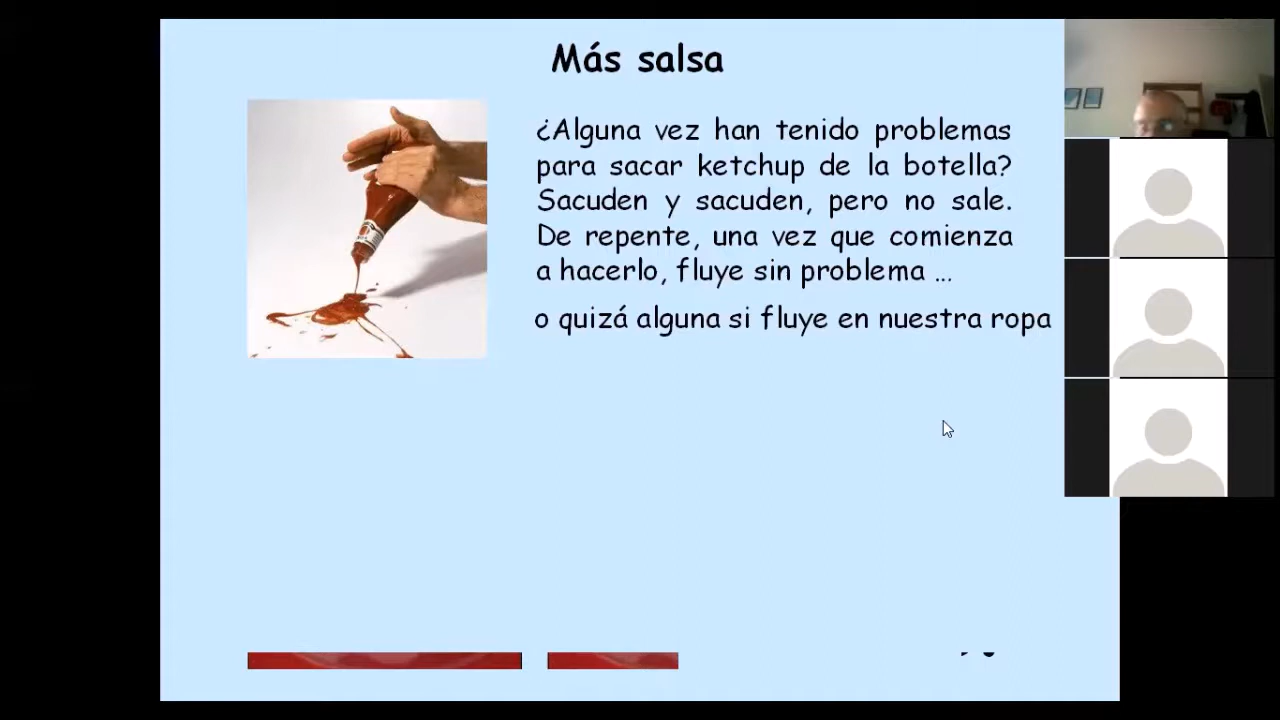 Más salsa
¿Alguna vez han tenido problemas
para sacar ketchup de la botella?
Sacuden y sacuden, pero no sale.
De repente, una vez que comienza
a hacerlo, fluye sin problema ...
o quizá alguna si fluye en nuestra ropa